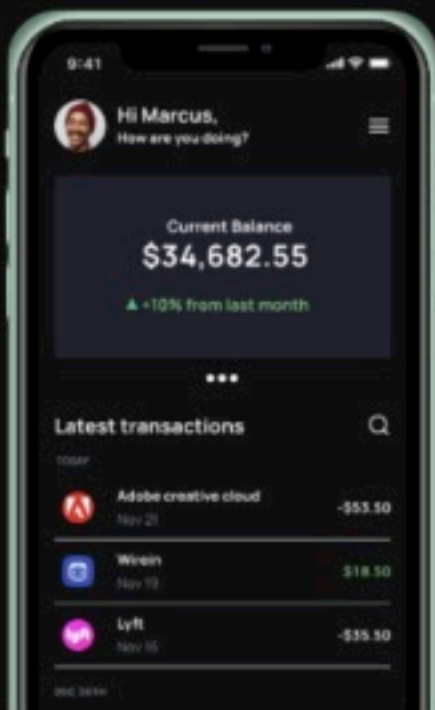 9:41
Hi Marcus,
How are you doing?
Current Balance
$34,682.55
+10% from last month
Latest transactions
TODAY
Adobe creative cloud
-$53.50
Nov 21
Wirein
$18.50
Nov 19
lyft
Lyft
-$35.50
Nov 16